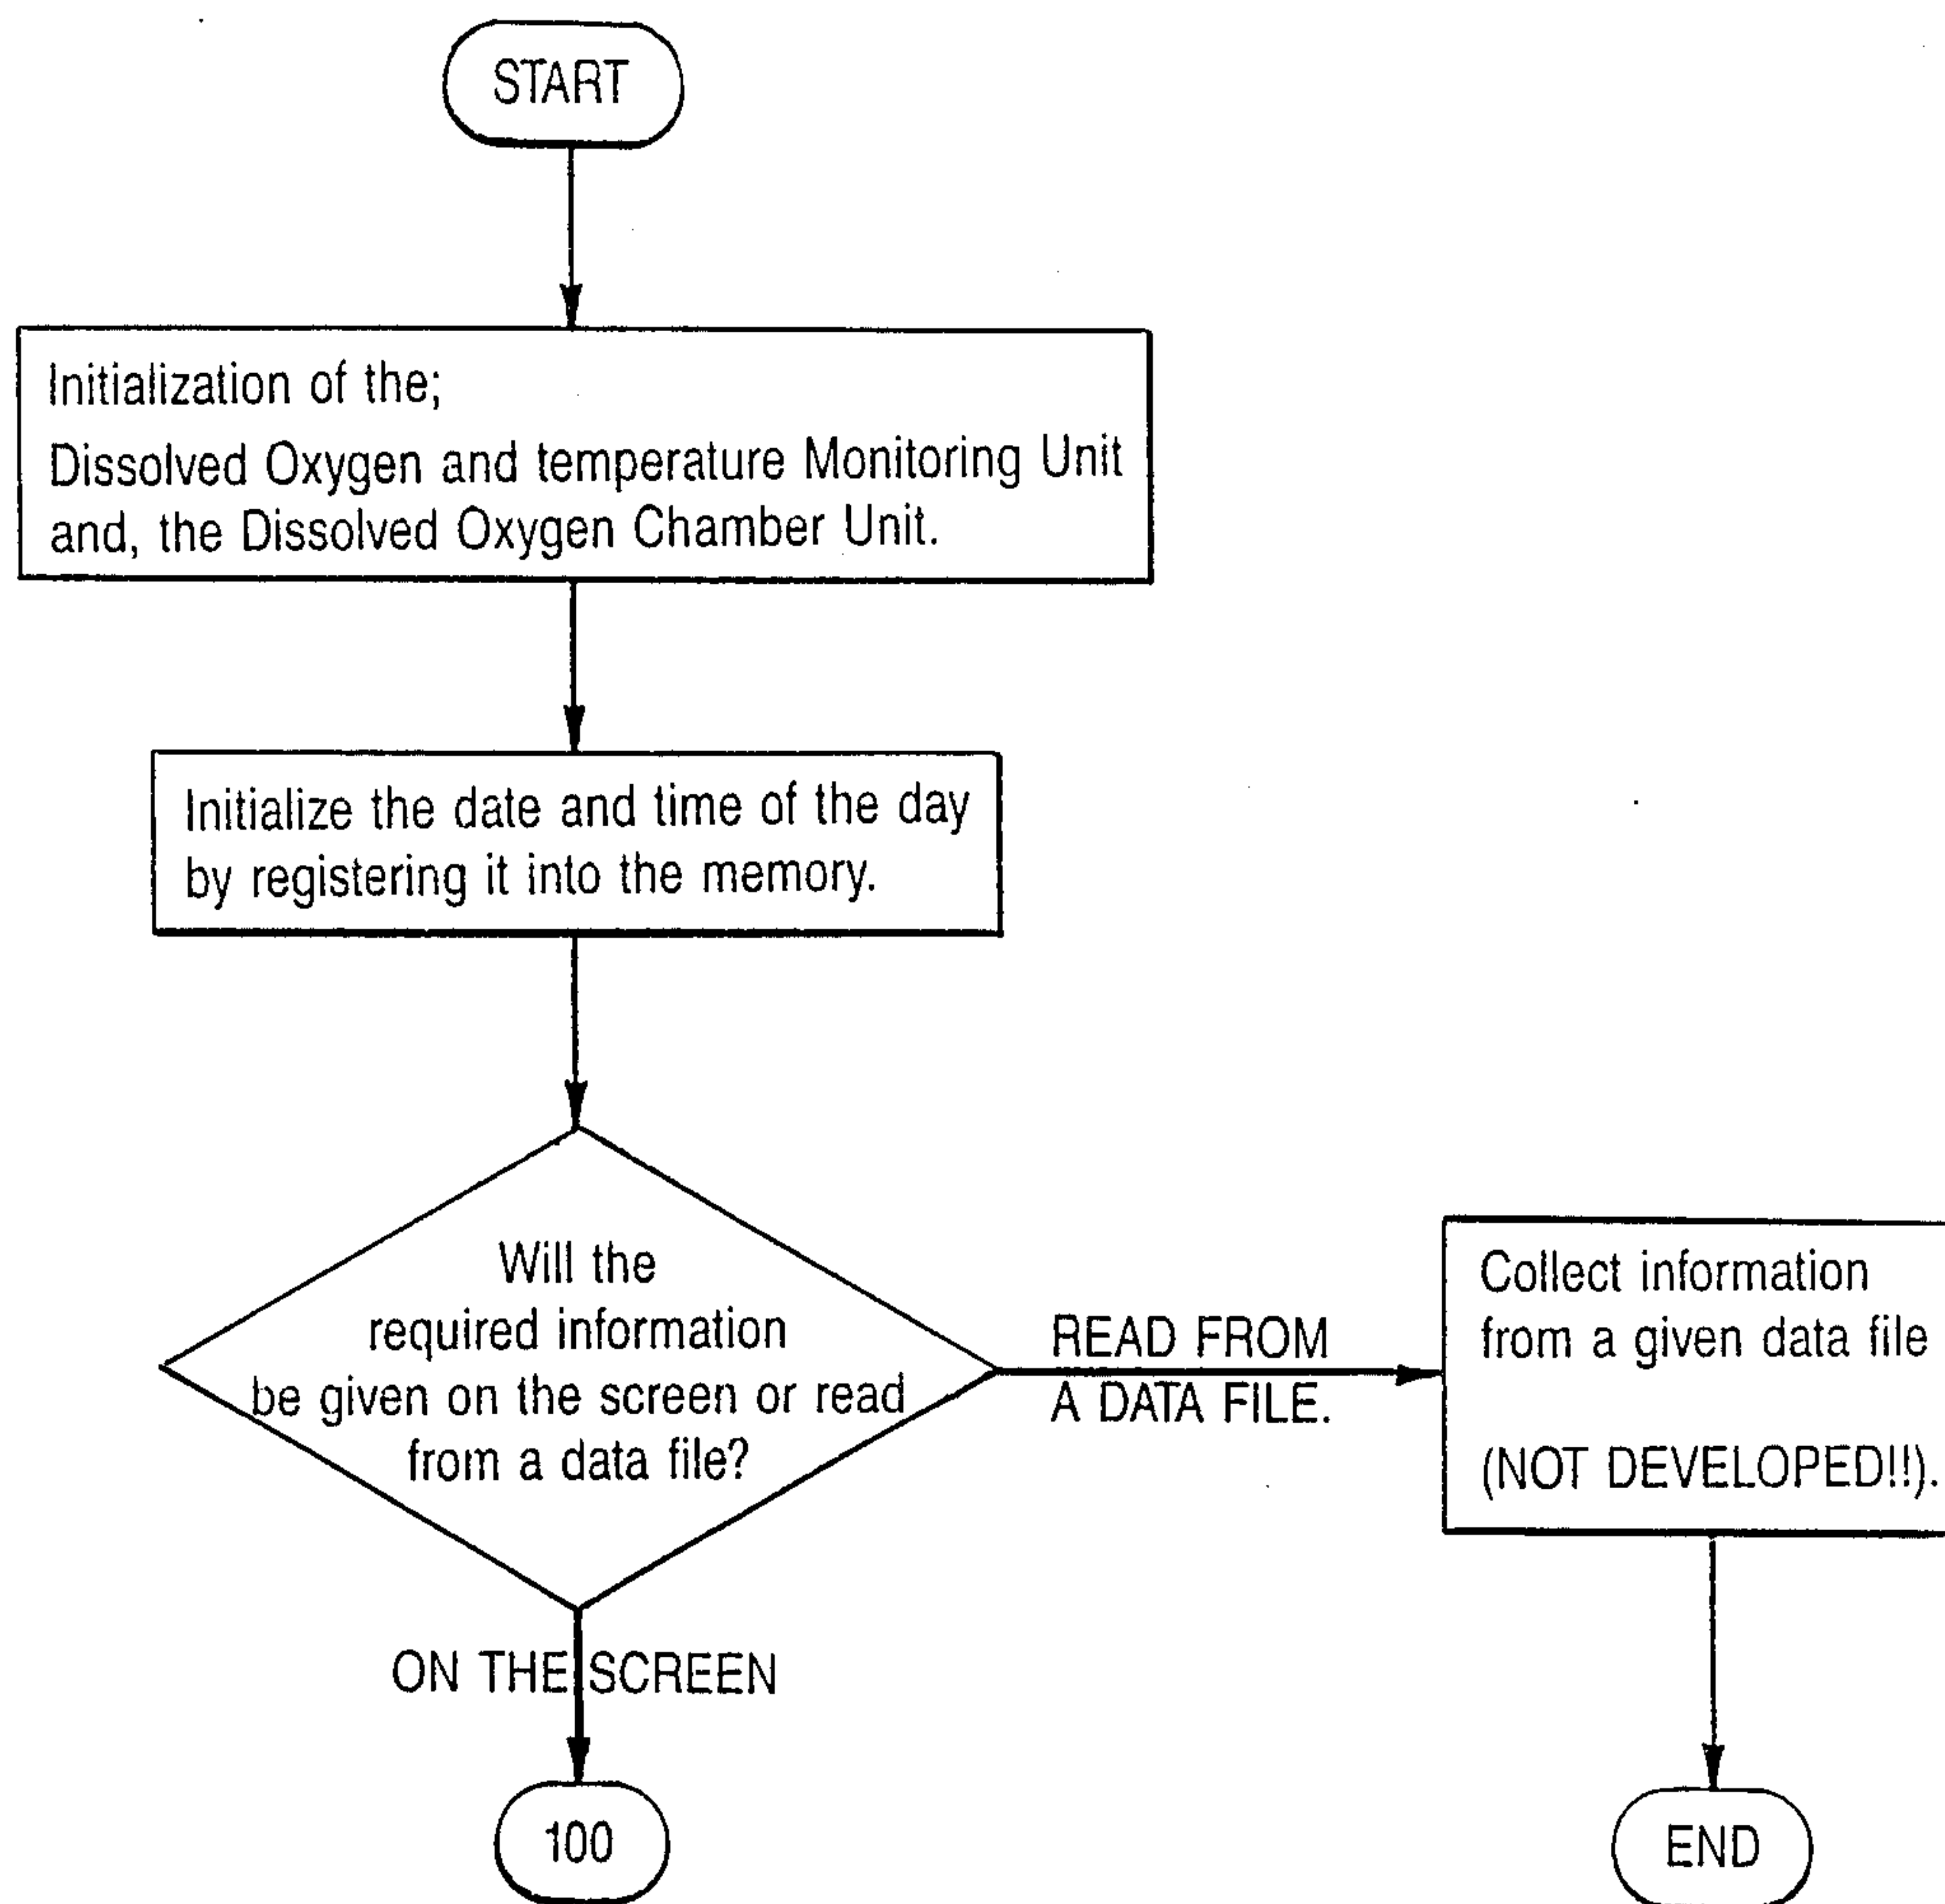 START
Initialization of the;
Dissolved Oxygen and temperature Monitoring Unit
and, the Dissolved Oxygen Chamber Unit.
Initialize the date and time of the day
by registering it into the memory.
Will the
required information
be given on the screen or read
from a data file?
READ FROM
A DATA FILE.
Collect information
from a given data file
(NOT DEVELOPED!!).
ON THE SCREEN
100
END